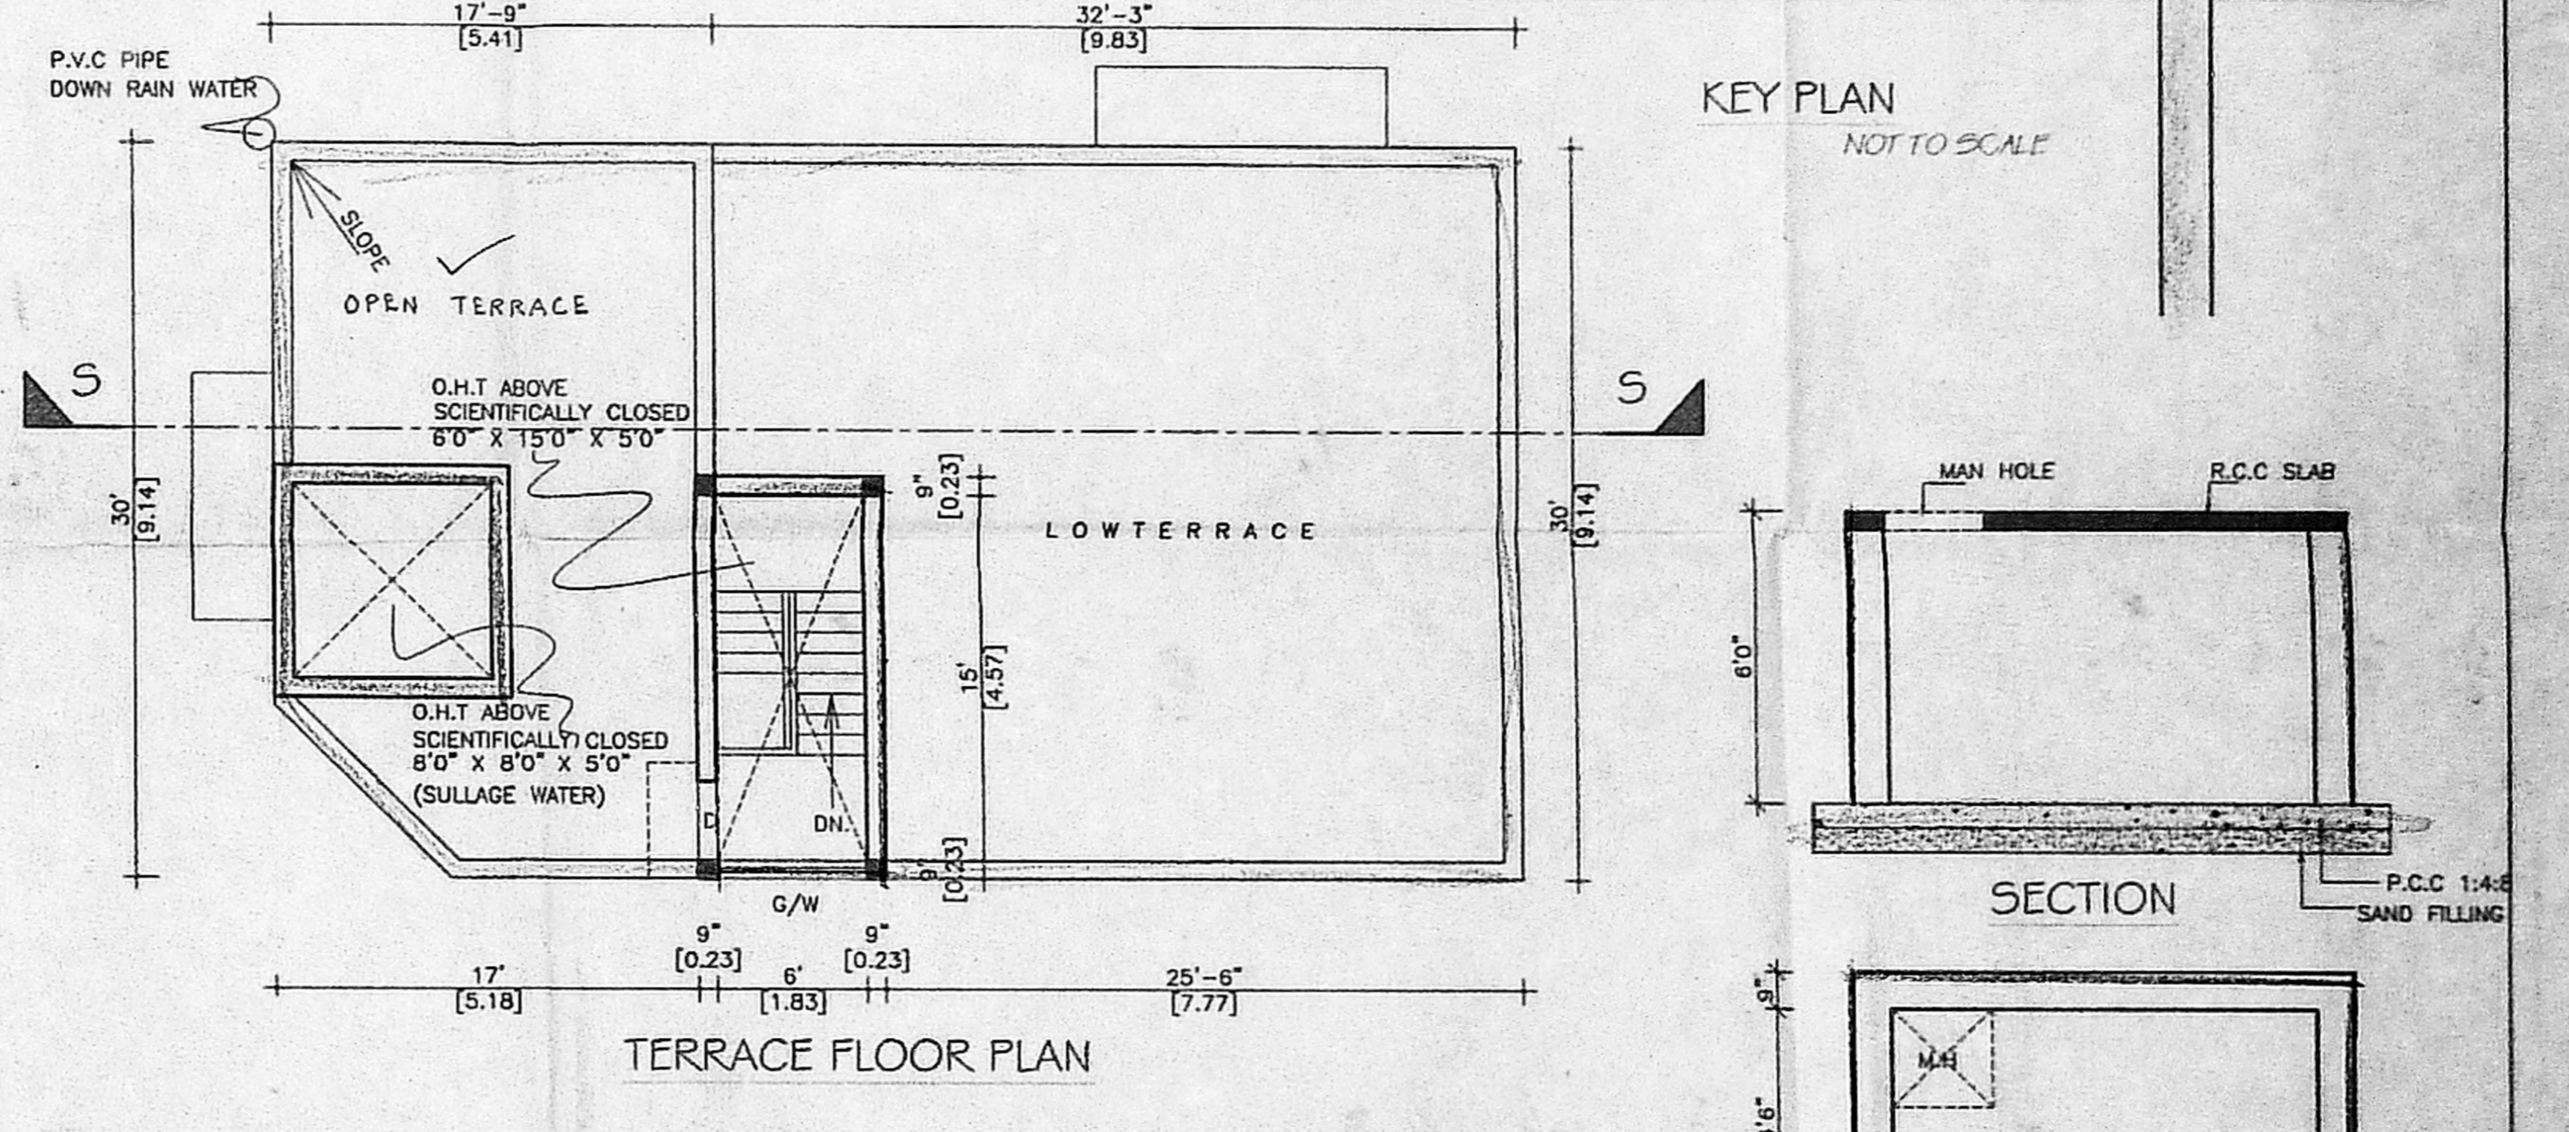 17'-9"
[5.41]
32'-3"
[9.83]
P.V.C PIPE
DOWN RAIN WATER
KEY PLAN
NOT TO SCALE
SLOPE
OPEN TERRACE
S
S
O.H.T ABOVE
SCIENTIFICALLY CLOSED
6'0" X 15'0" X 5'0"
30'
[9.14]
9"
[0.23]
LOWTERRACE
30'
[9.14]
MAN HOLE
R.C.C SLAB
6'0"
15'
[4.57]
O.H.T ABOVE
SCIENTIFICALLY CLOSED
8'0" X 8'0" X 5'0"
(SULLAGE WATER)
D
DN.
9"
[0.23]
G/W
P.C.C 1:4:8
SAND FILLING
SECTION
9"
[0.23]
9"
[0.23]
17'
[5.18]
6'
[1.83]
25'-6"
[7.77]
TERRACE FLOOR PLAN
9"
M.H